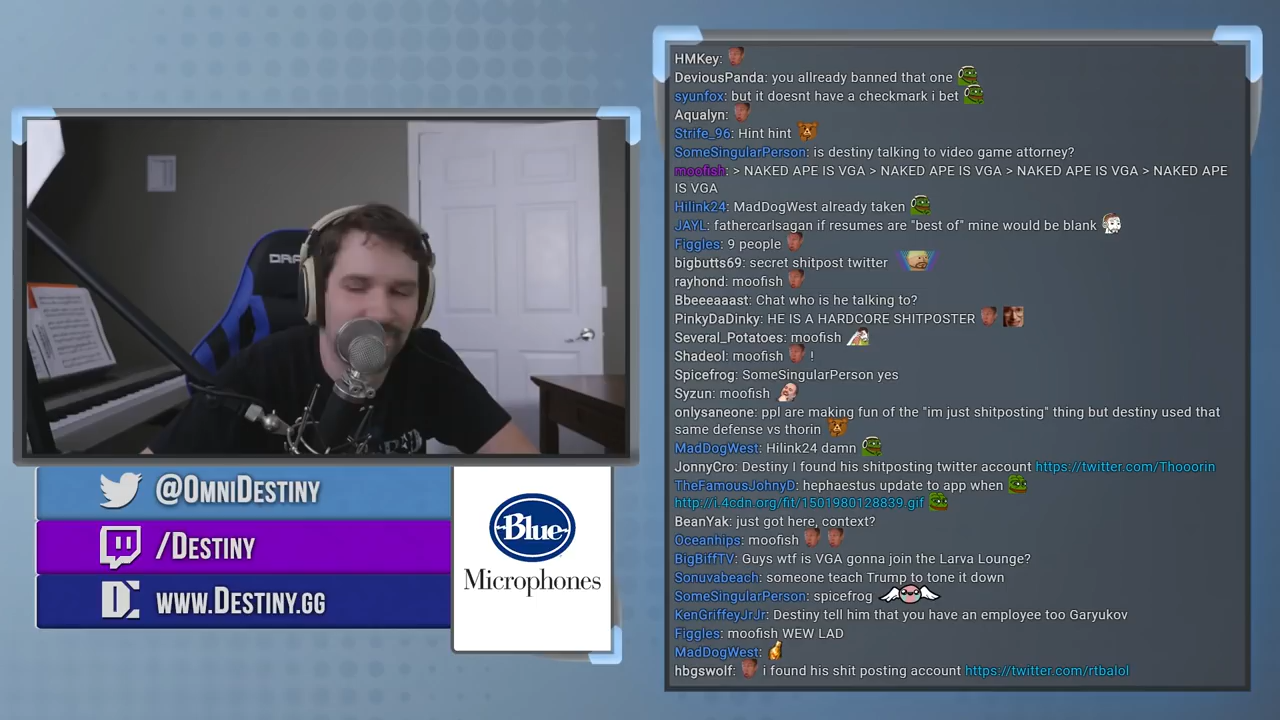 HMKey:
DeviousPanda: you allready banned that one
syunfox: but it doesnt have a checkmark i bet
Aqualyn:
Strife_96: Hint hint
SomeSingularPerson: is destiny talking to video game attorney?
moofish: > NAKED APE IS VGA > NAKED APE IS VGA > NAKED APE IS VGA > NAKED APE
IS VGA
Hilink24: MadDogWest already taken
JAYL: fathercarlsagan if resumes are "best of" mine would be blank
Figgles: 9 people
bigbutts69: secret shitpost twitter
rayhond: moofish
Bbeeeaaast: Chat who is he talking to?
PinkyDaDinky: HE IS A HARDCORE SHITPOSTER
Several_Potatoes: moofish
Shadeol: moofish !
Spicefrog: SomeSingularPerson yes
Syzun: moofish
onlysaneone: ppl are making fun of the "im just shitposting" thing but destiny used that
same defense vs thorin
MadDogWest: Hilink24 damn
JonnyCro: Destiny I found his shitposting twitter account https://twitter.com/Thooorin
TheFamousJohnyD: hephaestus update to app when
http://i.4cdn.org/fit/1501980128839.gif
BeanYak: just got here, context?
Oceanhips: moofish
BigBiffTV: Guys wtf is VGA gonna join the Larva Lounge?
Sonuvabeach: someone teach Trump to tone it down
SomeSingularPerson: spicefrog
KenGriffeyJrJr: Destiny tell him that you have an employee too Garyukov
Figgles: moofish WEW LAD
MadDogWest:
hbgswolf: i found his shit posting account https://twitter.com/rtbalol
@OmniDestiny
/Destiny
www.Destiny.gg
Blue
Microphones